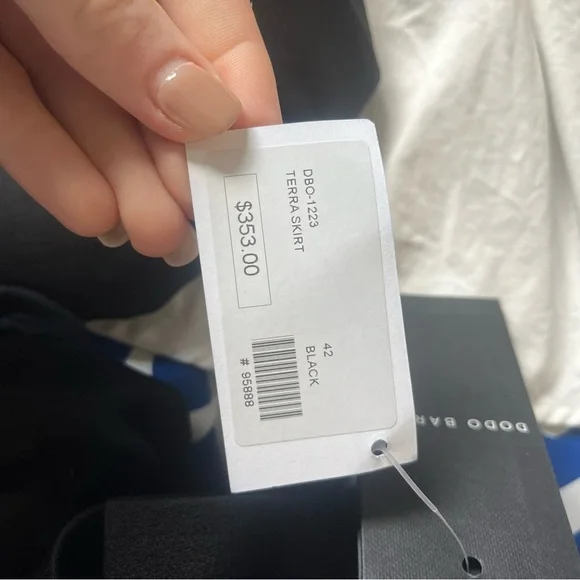 DBO-1223
TERRA SKIRT
$353.00
42
BLACK
# 95888
DODO BAR